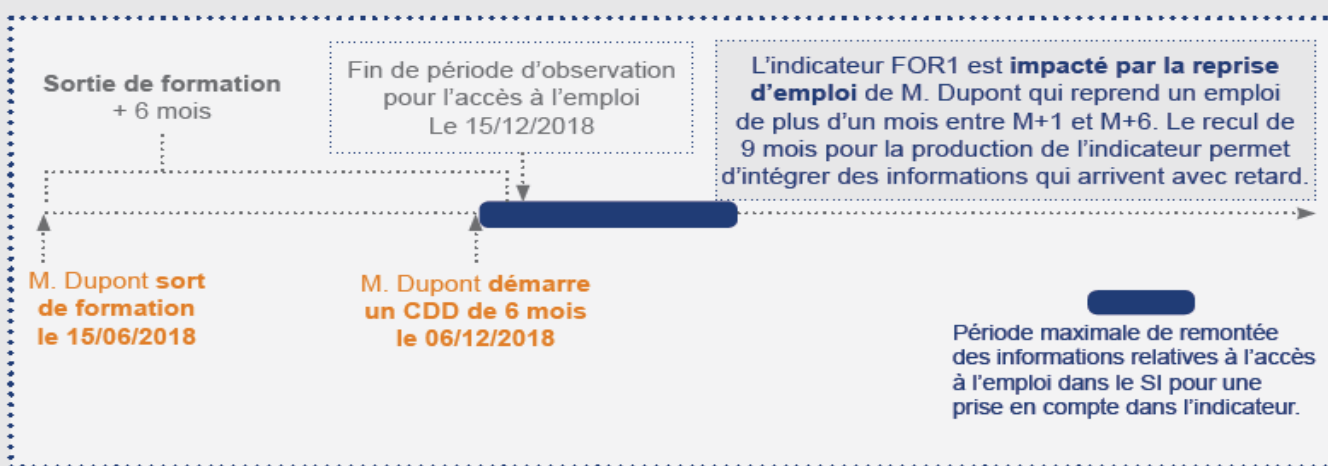 Sortie de formation
+ 6 mois
Fin de période d'observation
pour l'accès à l'emploi
Le 15/12/2018
L'indicateur FOR1 est impacté par la reprise
d'emploi de M. Dupont qui reprend un emploi
de plus d'un mois entre M+1 et M+6. Le recul de
9 mois pour la production de l'indicateur permet
d'intégrer des informations qui arrivent avec retard.
M. Dupont sort
de formation
le 15/06/2018
M. Dupont démarre
un CDD de 6 mois
le 06/12/2018
Période maximale de remontée
des informations relatives à l'accès
à l'emploi dans le SI pour une
prise en compte dans l'indicateur.